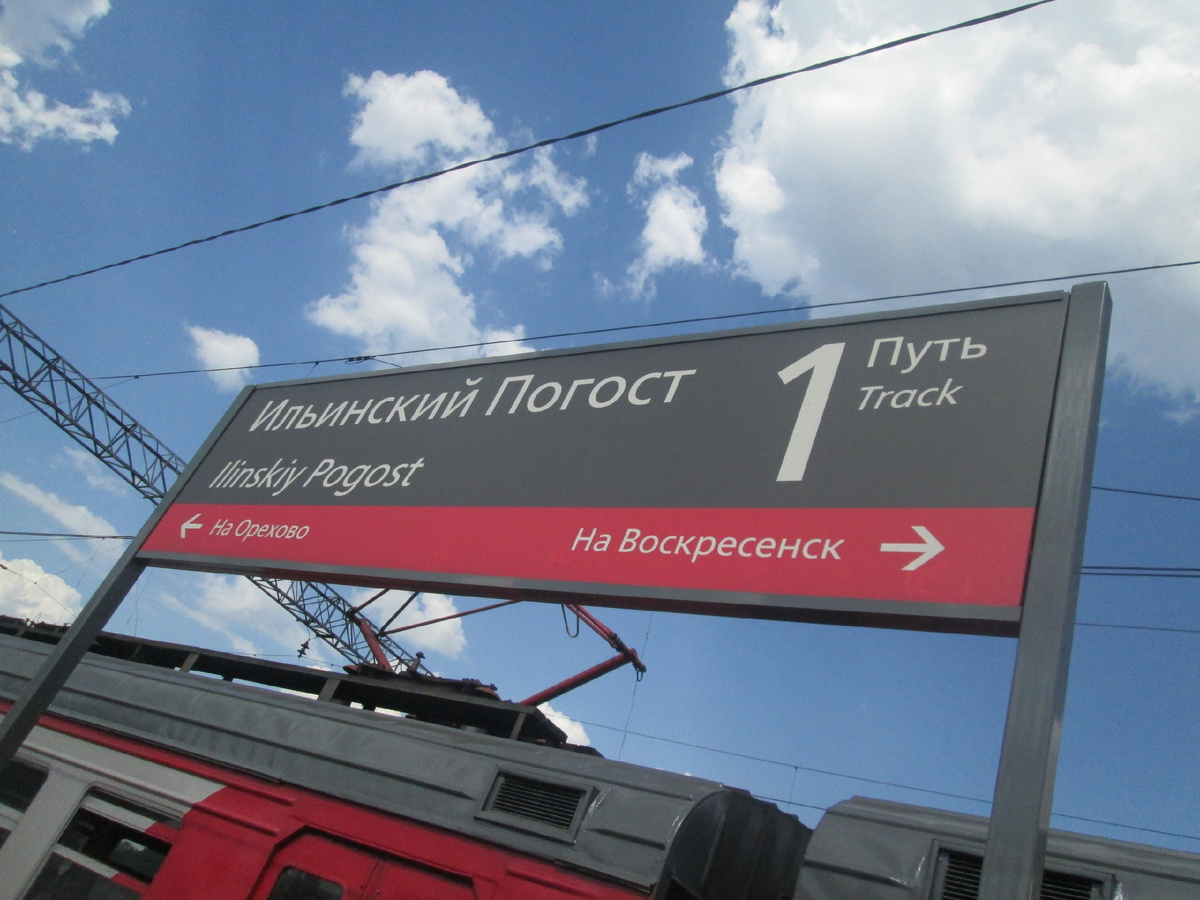 Ильинский Погост
Ilinskiy Pogost
1 Путь
Track
← На Орехово
На Воскресенск →